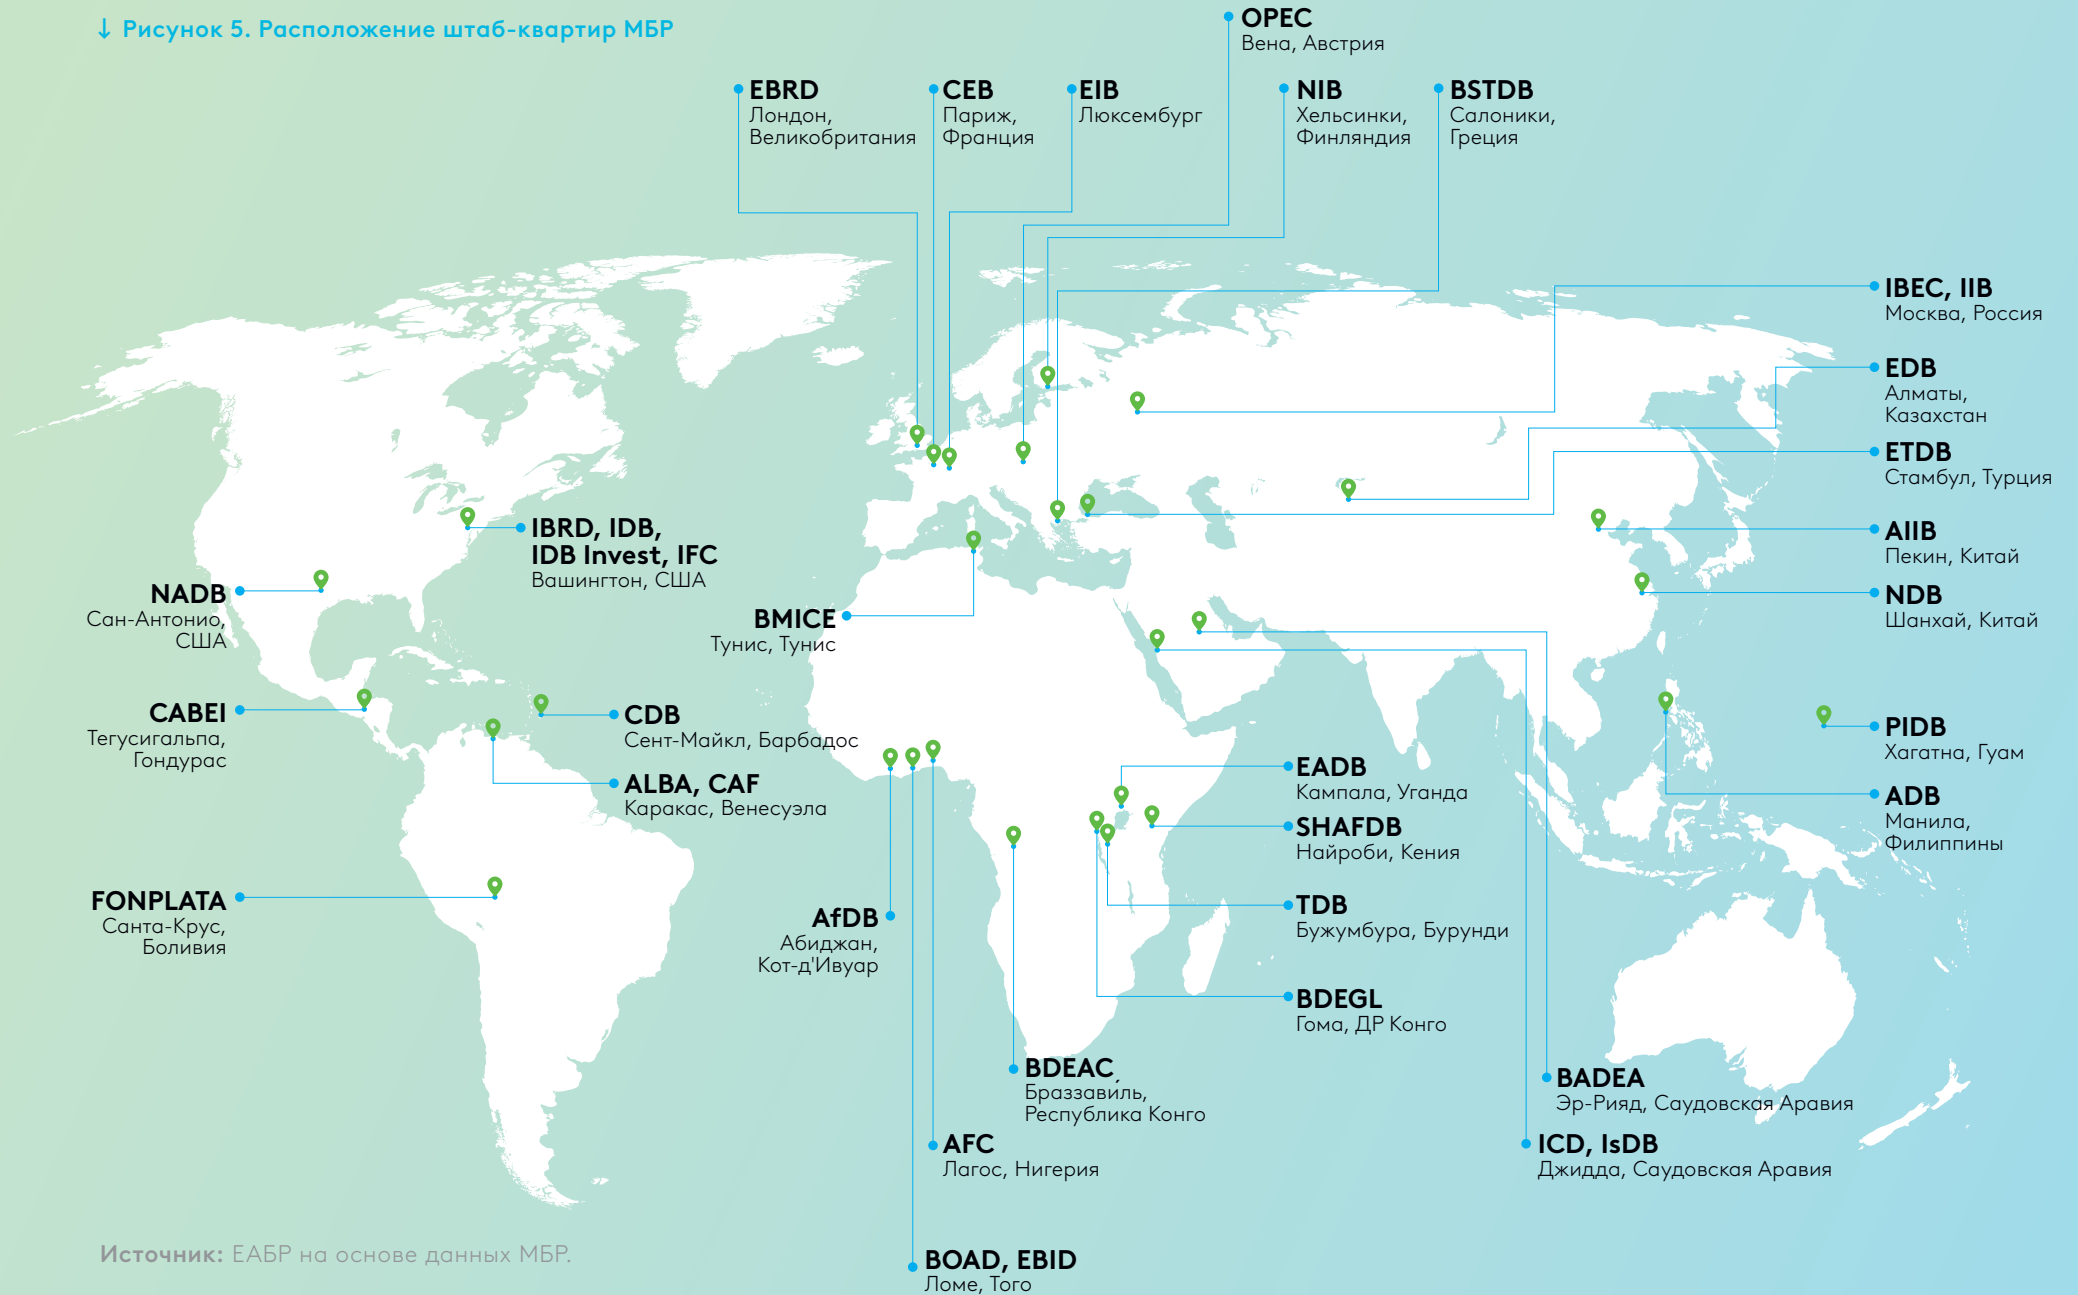 ↓ Рисунок 5. Расположение штаб-квартир МБР
OPEC
Вена, Австрия
EBRD
Лондон,
Великобритания
CEB
Париж,
Франция
EIB
Люксембург
NIB
Хельсинки,
Финляндия
BSTDB
Салоники,
Греция
IBEC, IIB
Москва, Россия
EDB
Алматы,
Казахстан
ETDB
Стамбул, Турция
AIIB
Пекин, Китай
NDB
Шанхай, Китай
PIDB
Хагатна, Гуам
ADB
Манила,
Филиппины
IBRD, IDB,
IDB Invest, IFC
Вашингтон, США
NADB
Сан-Антонио,
США
BMICE
Тунис, Тунис
CABEI
Тегусигальпа,
Гондурас
CDB
Сент-Майкл, Барбадос
ALBA, CAF
Каракас, Венесуэла
FONPLATA
Санта-Крус,
Боливия
EADB
Кампала, Уганда
SHAFDB
Найроби, Кения
TDB
Бужумбура, Бурунди
BDEGL
Гома, ДР Конго
AfDB
Абиджан,
Кот-д'Ивуар
BDEAC
Браззави́ль,
Республика Конго
AFC
Лагос, Нигерия
BOAD, EBID
Ломе, Того
BADEA
Эр-Рияд, Саудовская Аравия
ICD, IsDB
Джидда, Саудовская Аравия
Источник: ЕАБР на основе данных МБР.